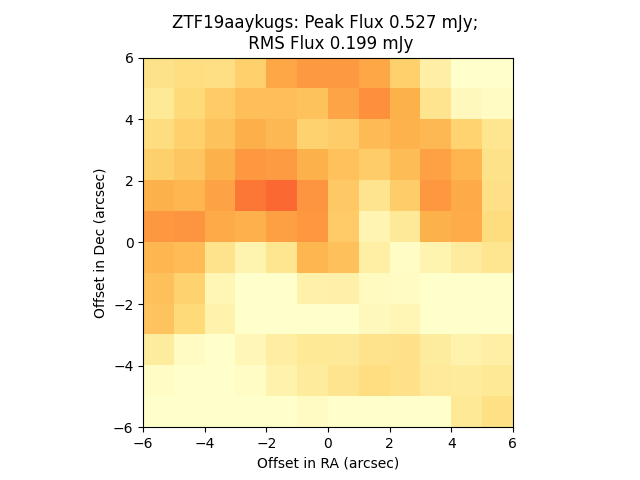 ZTF19aaykugs: Peak Flux 0.527 mJy;
RMS Flux 0.199 mJy
6
4
2
0
−2
−4
−6
Offset in Dec (arcsec)
−6 −4 −2 0 2 4 6
Offset in RA (arcsec)